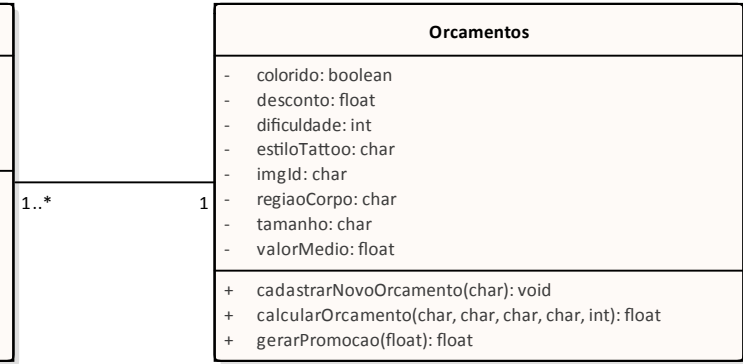 Orcamentos
- colorido: boolean
- desconto: float
- dificuldade: int
- estiloTattoo: char
- imgId: char
- regiaoCorpo: char
- tamanho: char
- valorMedio: float
+ cadastrarNovoOrcamento(char): void
+ calcularOrcamento(char, char, char, char, int): float
+ gerarPromocao(float): float
1..* 1